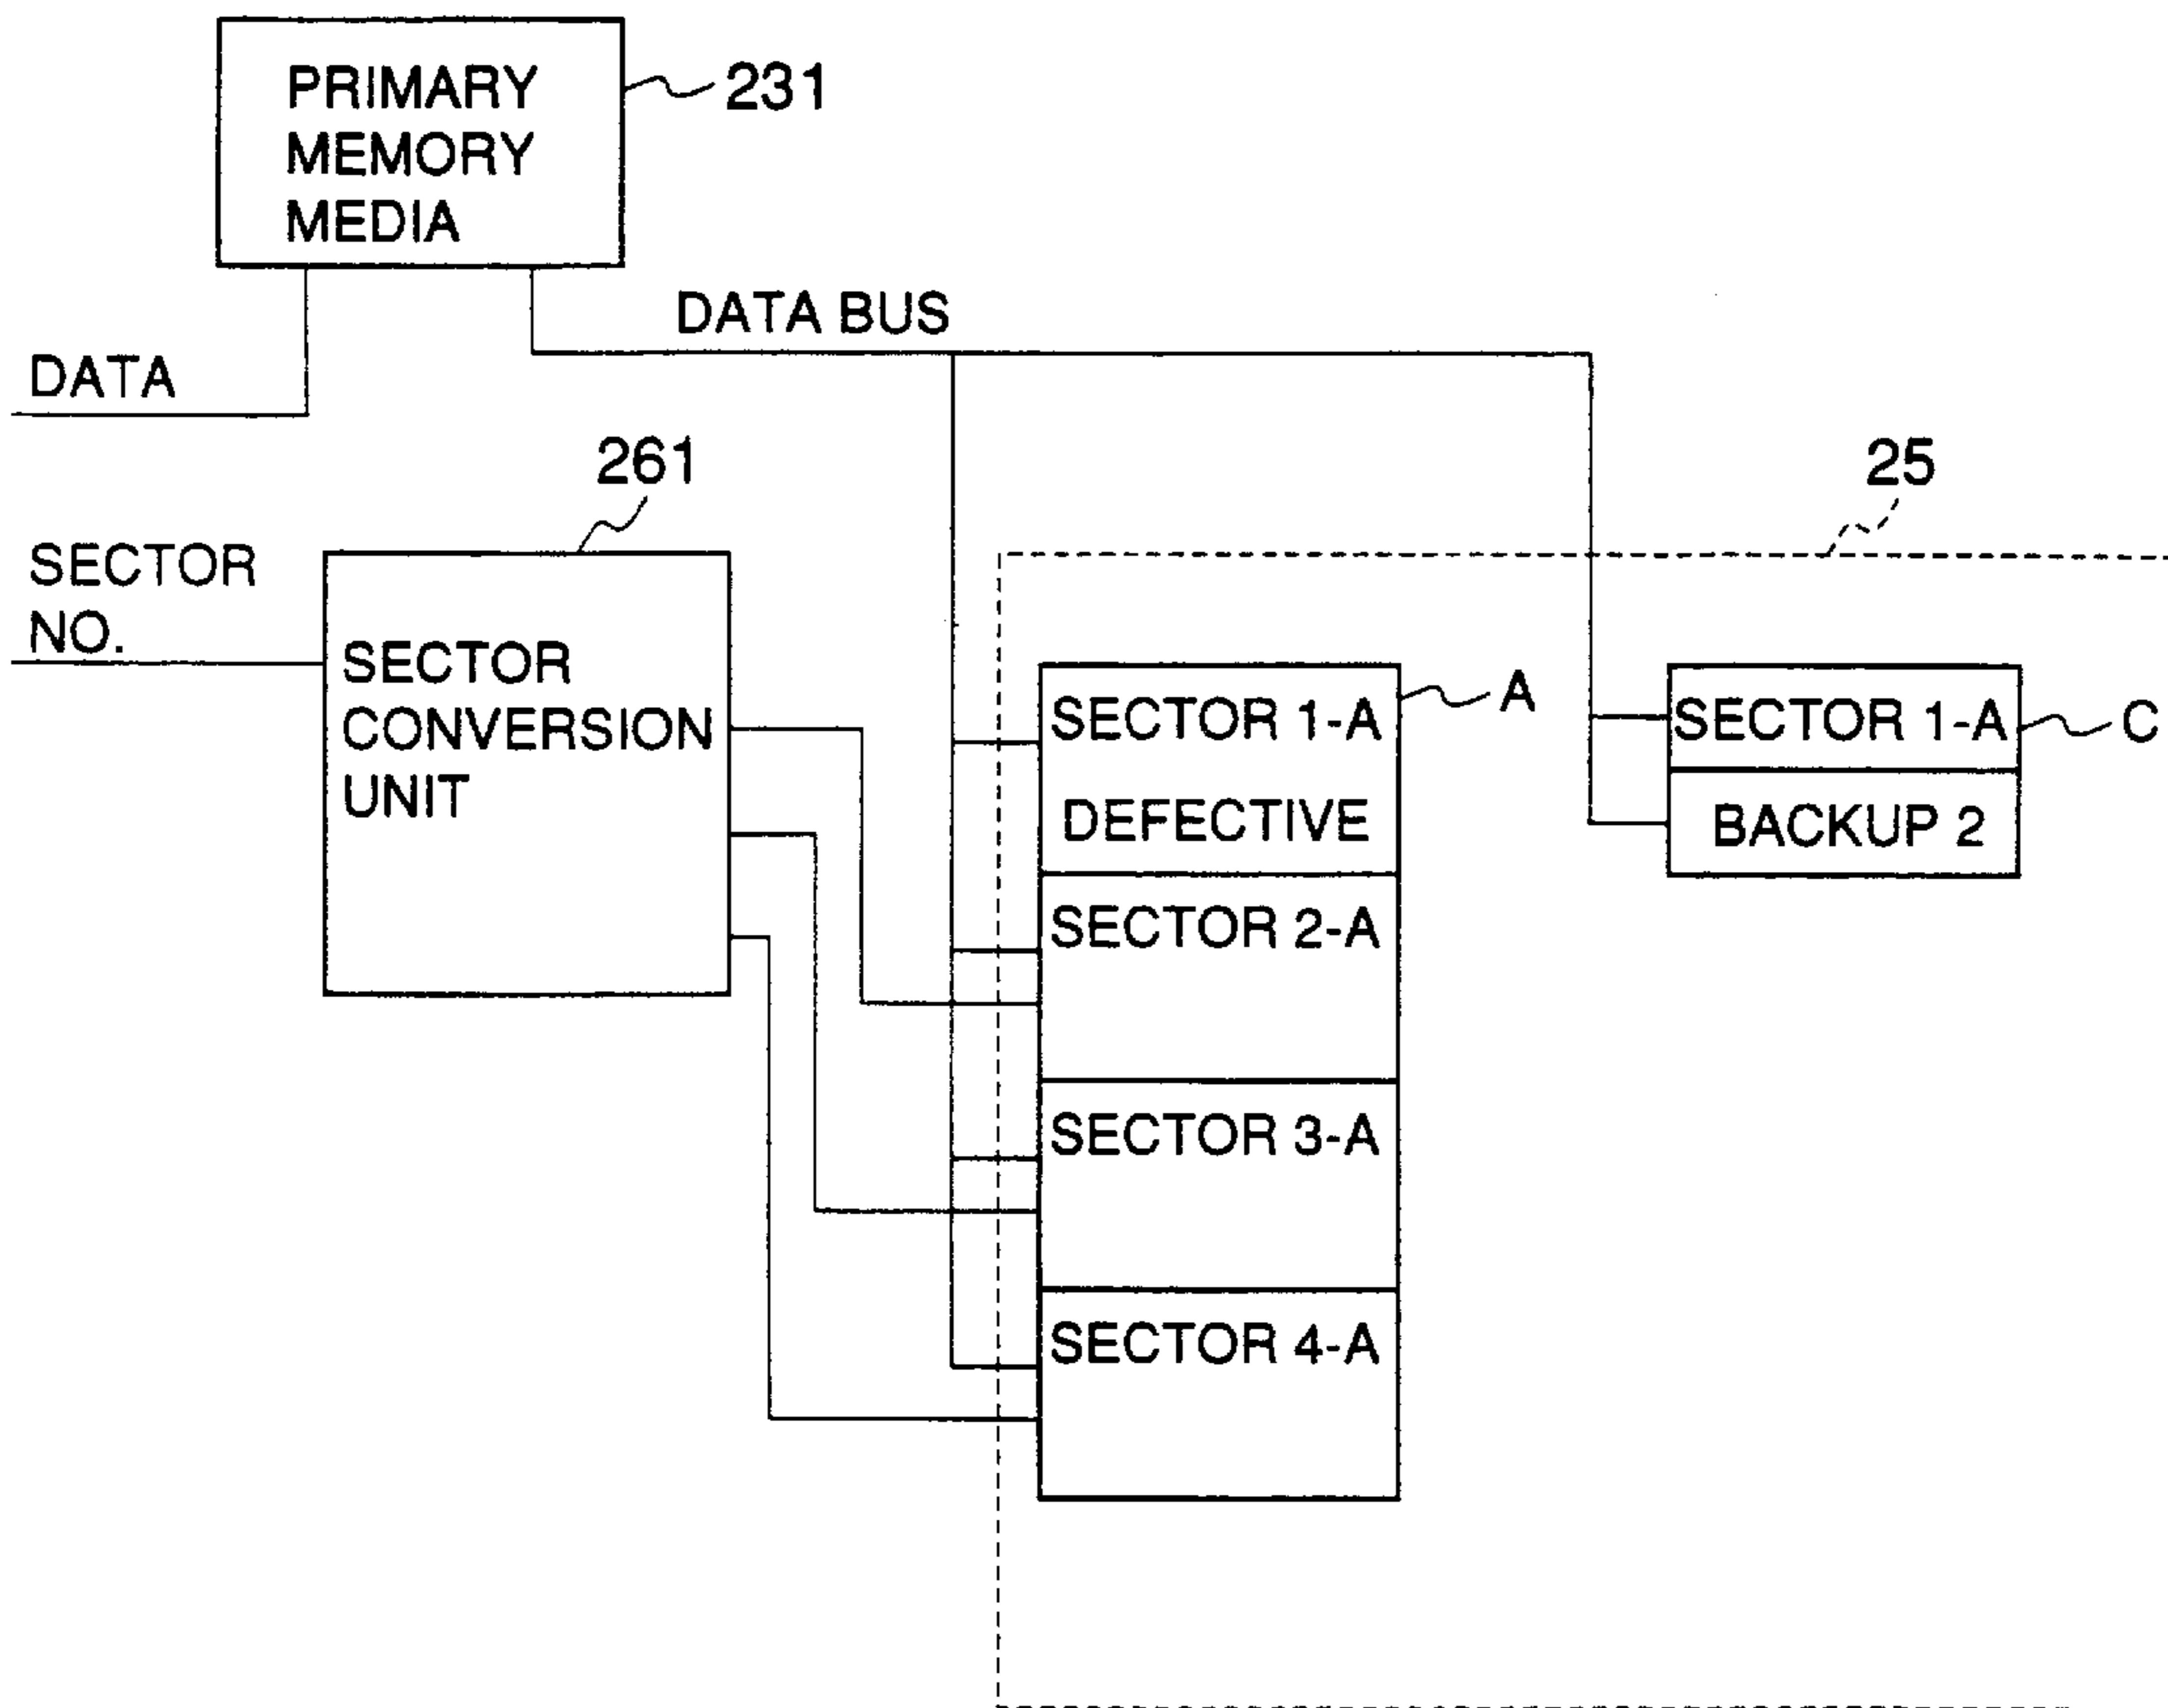 PRIMARY
MEMORY
MEDIA
231
DATA BUS
DATA
261
25
SECTOR
NO.
SECTOR
CONVERSION
UNIT
SECTOR 1-A
DEFECTIVE
A
SECTOR 1-A
C
BACKUP 2
SECTOR 2-A
SECTOR 3-A
SECTOR 4-A